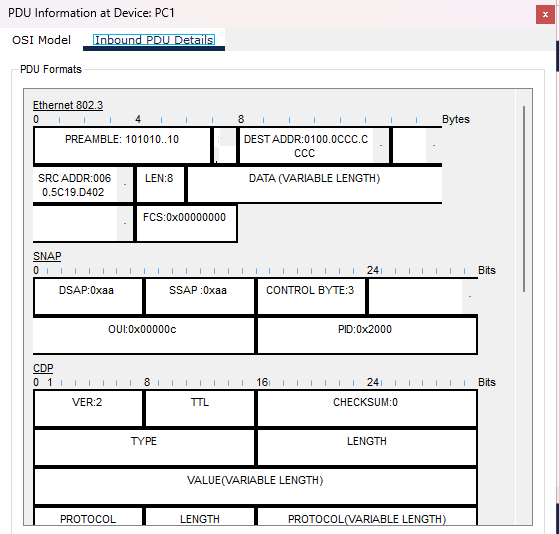 PDU Information at Device: PC1
x
OSI Model Inbound PDU Details
PDU Formats
Ethernet 802.3
0 4 8 Bytes
PREAMBLE: 101010..10 DEST ADDR:0100.0CCC.C
CCC
SRC ADDR:006 LEN:8 DATA (VARIABLE LENGTH)
0.5C19.D402
FCS:0x00000000
SNAP
0 24 Bits
DSAP:0xaa SSAP :0xaa CONTROL BYTE:3
OUI:0x00000c PID:0x2000
CDP
0 1 8 16 24 Bits
VER:2 TTL CHECKSUM:0
TYPE LENGTH
VALUE(VARIABLE LENGTH)
PROTOCOL LENGTH PROTOCOL(VARIABLE LENGTH)